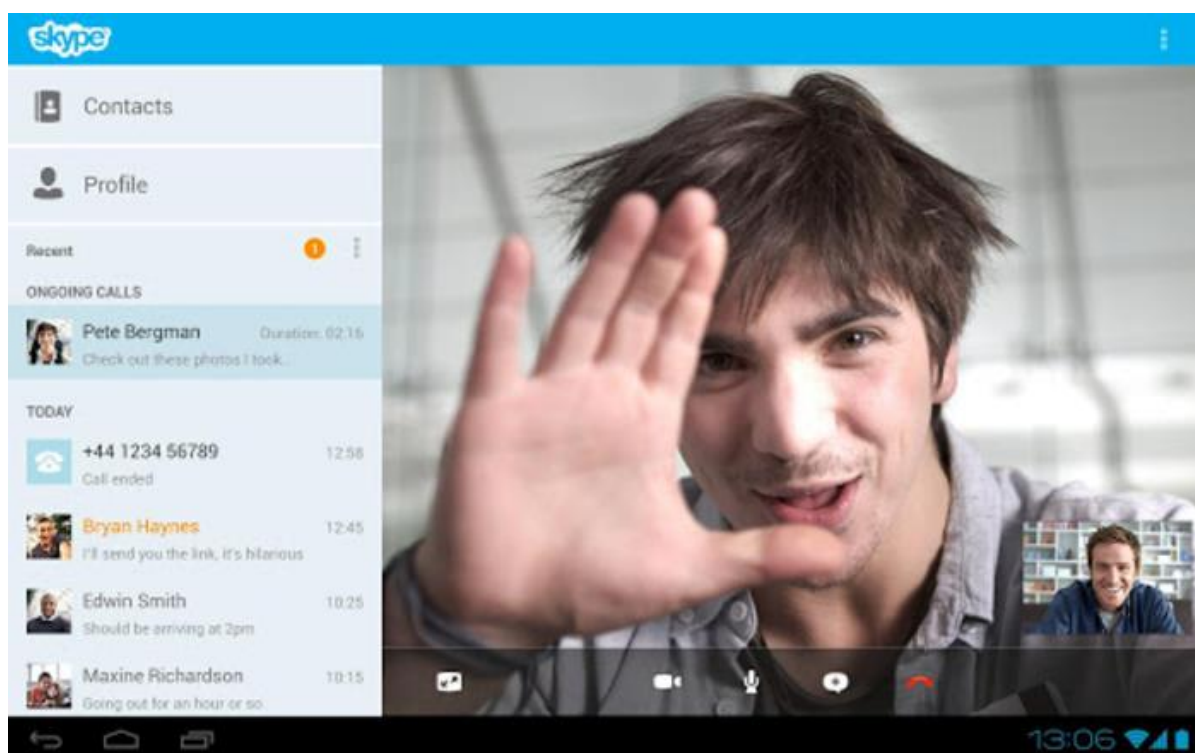 skype
Contacts
Profile
Recent 1
ONGOING CALLS
Pete Bergman Duration: 02:16
Check out these photos I took...
TODAY
+44 1234 56789 12:58
Call ended
Bryan Haynes 12:45
I'll send you the link, it's hilarious
Edwin Smith 10:25
Should be arriving at 2pm
Maxine Richardson 10:15
Going out for an hour or so
13:06